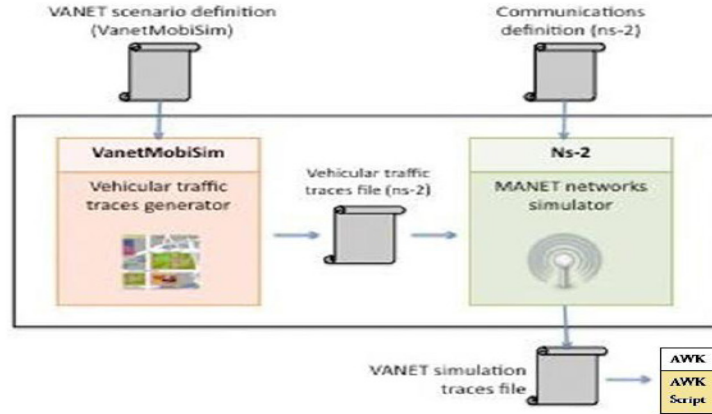 VANET scenario definition
(VanetMobiSim)
Communications
definition (ns-2)
VanetMobiSim
Vehicular traffic
traces generator
Vehicular traffic
traces file (ns-2)
Ns-2
MANET networks
simulator
VANET simulation
traces file
AWK
AWK
Script